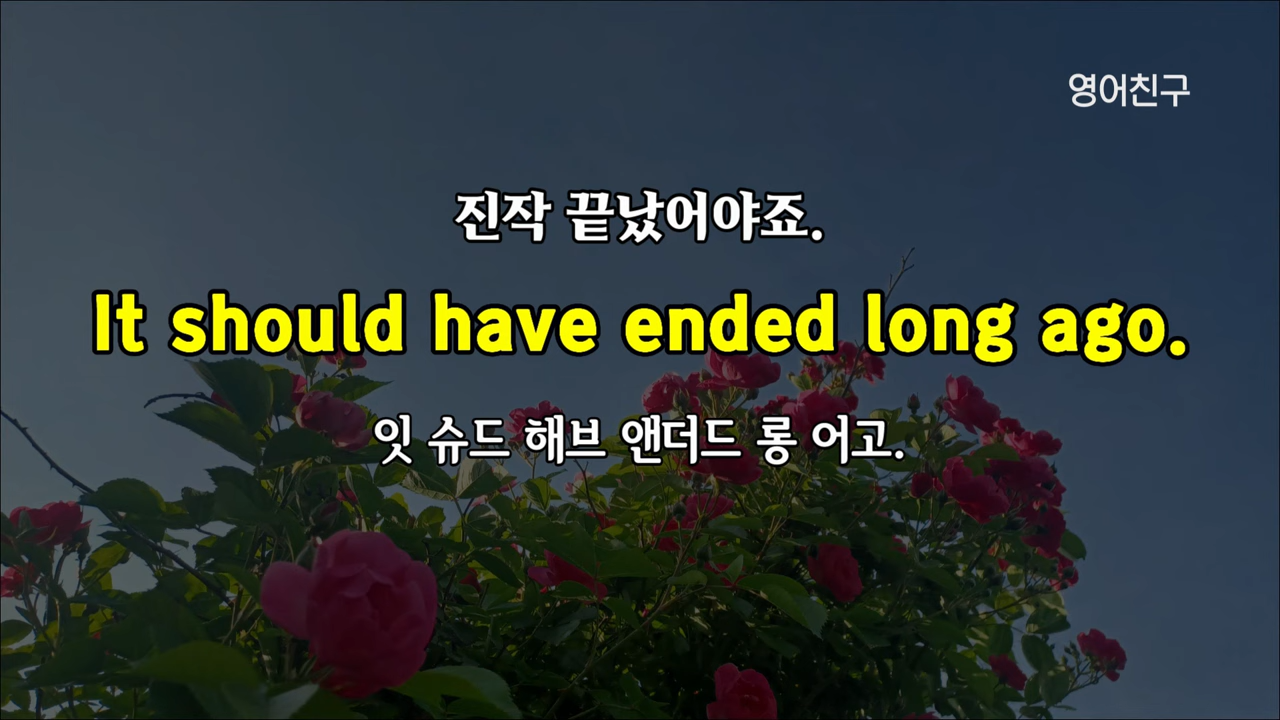 영어친구
진작 끝났어야죠.
It should have ended long ago.
잇 슈드 해브 앤더드 롱 어고.